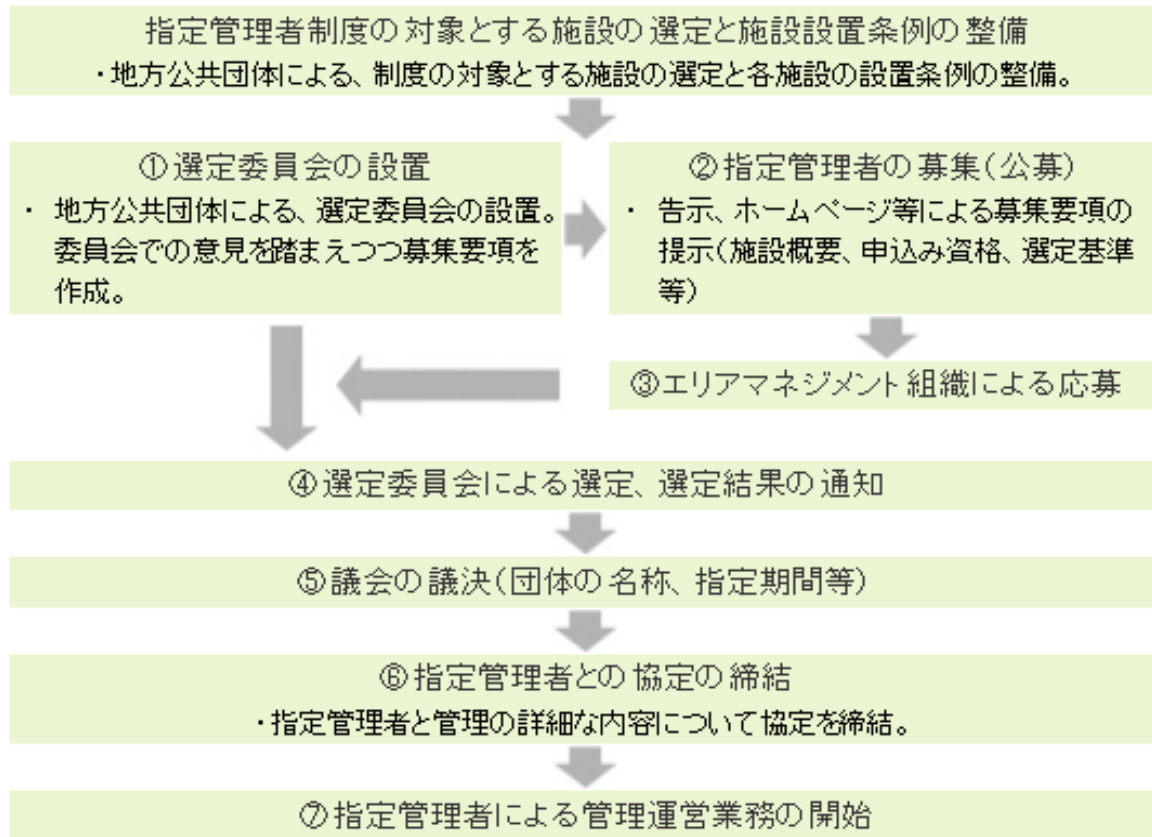 指定管理者制度の対象とする施設の選定と施設設置条例の整備
・地方公共団体による、制度の対象とする施設の選定と各施設の設置条例の整備。
①選定委員会の設置
・ 地方公共団体による、選定委員会の設置。
委員会での意見を踏まえつつ募集要項を
作成。
②指定管理者の募集(公募)
・ 告示、ホームページ等による募集要項の
提示(施設概要、申込み資格、選定基準
等)
③エリアマネジメント組織による応募
④選定委員会による選定、選定結果の通知
⑤議会の議決(団体の名称、指定期間等)
⑥指定管理者との協定の締結
・指定管理者と管理の詳細な内容について協定を締結。
⑦指定管理者による管理運営業務の開始